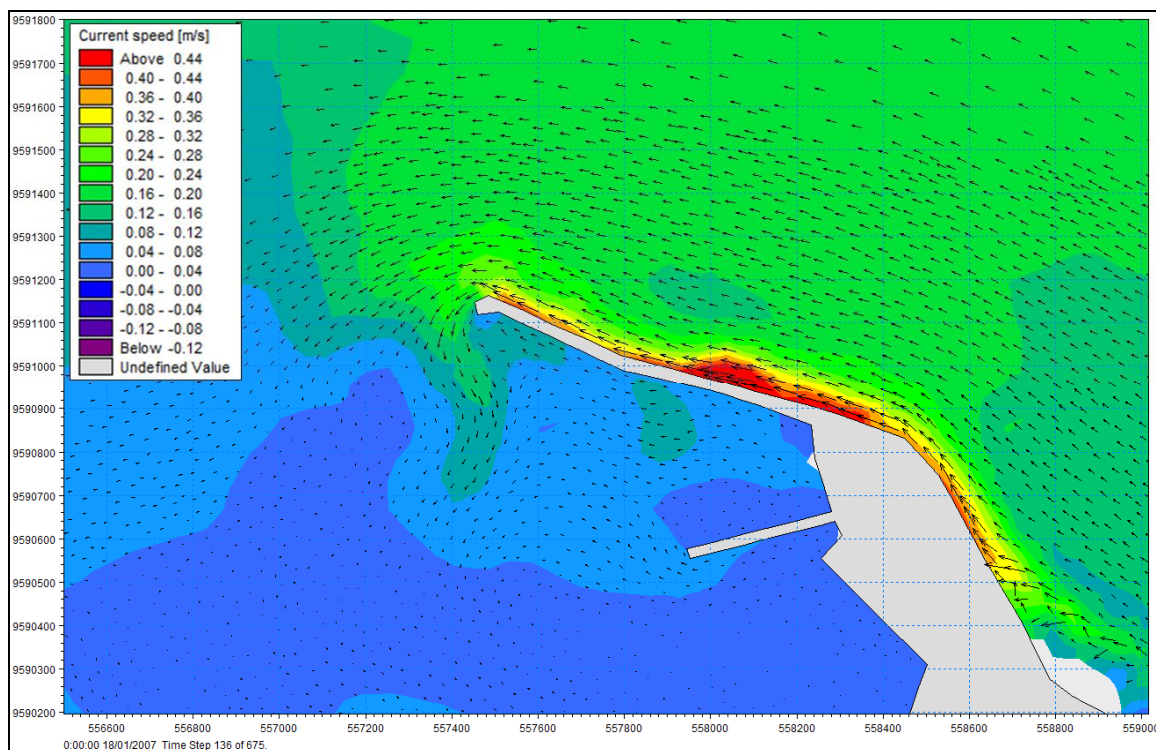 Current speed [m/s]
Above 0.44
0.40 - 0.44
0.36 - 0.40
0.32 - 0.36
0.28 - 0.32
0.24 - 0.28
0.20 - 0.24
0.16 - 0.20
0.12 - 0.16
0.08 - 0.12
0.04 - 0.08
0.00 - 0.04
-0.04 - 0.00
-0.08 - -0.04
-0.12 - -0.08
Below -0.12
Undefined Value
9591800
9591700
9591600
9591500
9591400
9591300
9591200
9591100
9591000
9590900
9590800
9590700
9590600
9590500
9590400
9590300
9590200
556600 556800 557000 557200 557400 557600 557800 558000 558200 558400 558600 558800 559000
0:00:00 18/01/2007 Time Step 136 of 675.